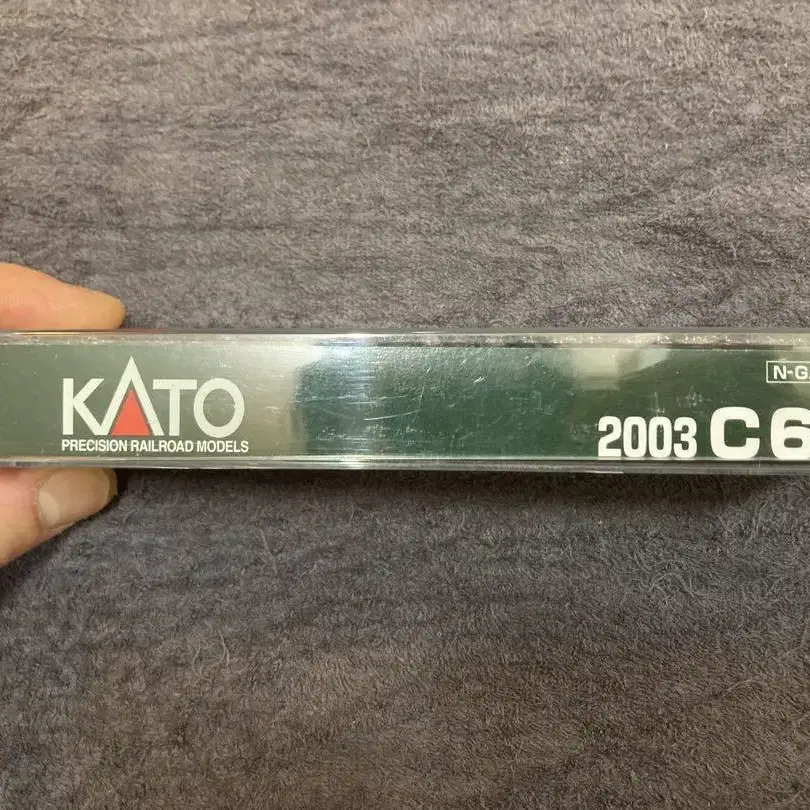 KATO
PRECISION RAILROAD MODELS
N-G
2003 C6